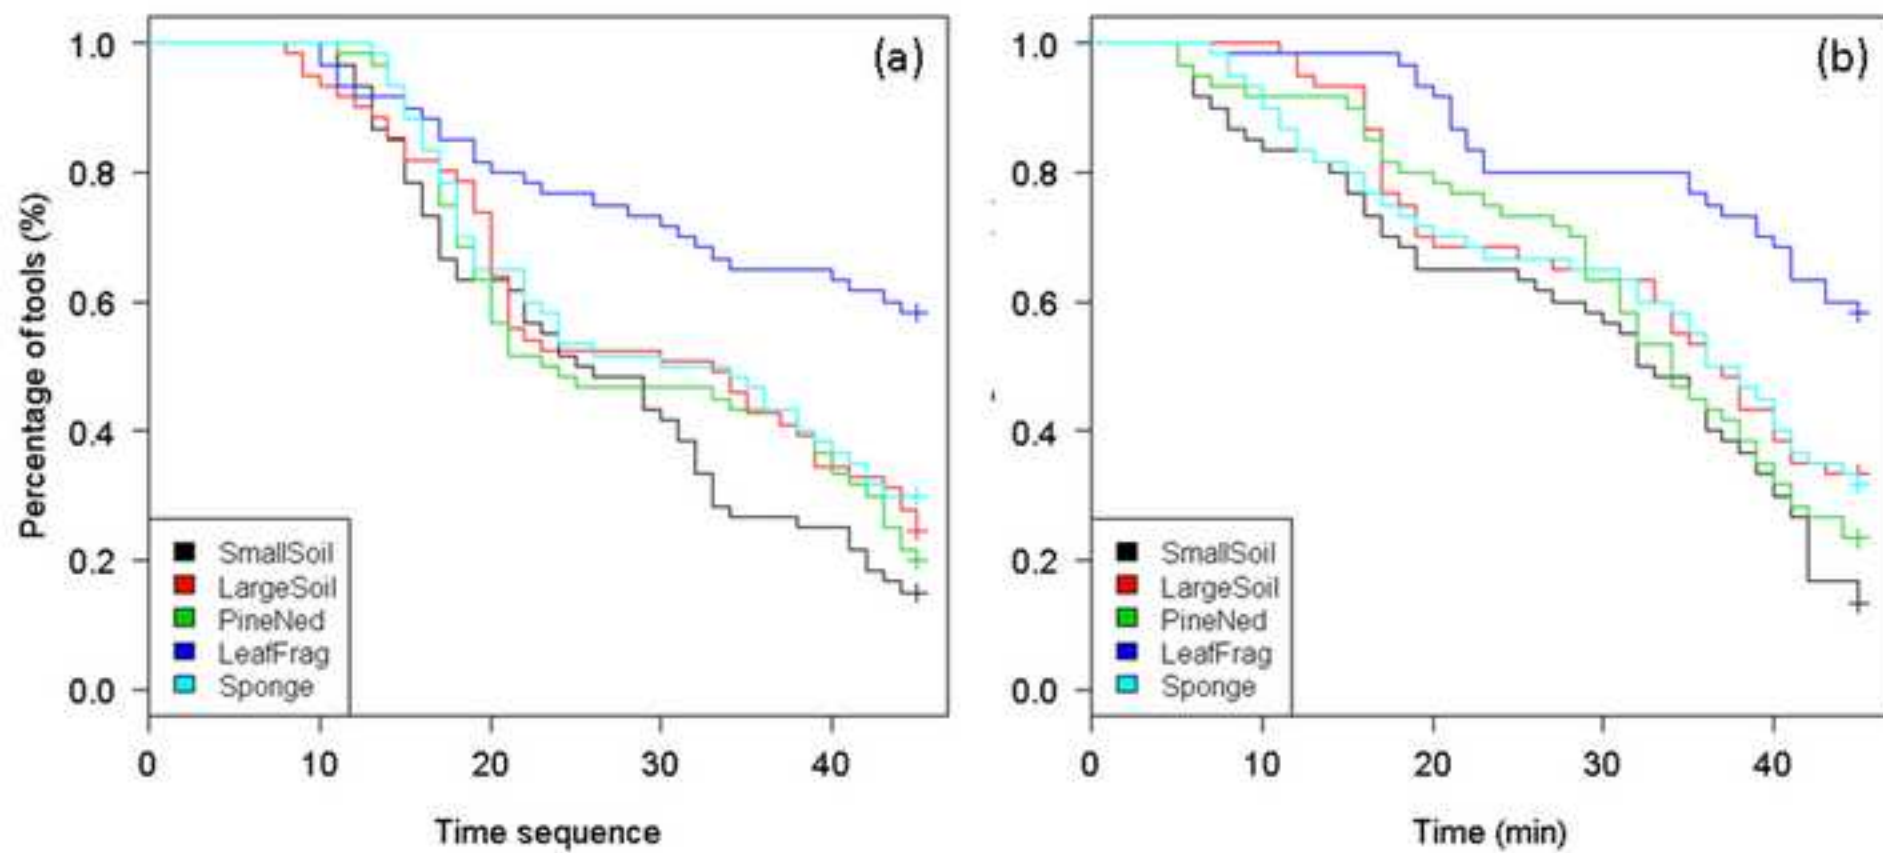 (a)
1.0
0.8
0.6
0.4
0.2
0.0
Percentage of tools (%)
SmallSoil
LargeSoil
PineNed
LeafFrag
Sponge
0 10 20 30 40
Time sequence
(b)
1.0
0.8
0.6
0.4
0.2
0.0
SmallSoil
LargeSoil
PineNed
LeafFrag
Sponge
0 10 20 30 40
Time (min)